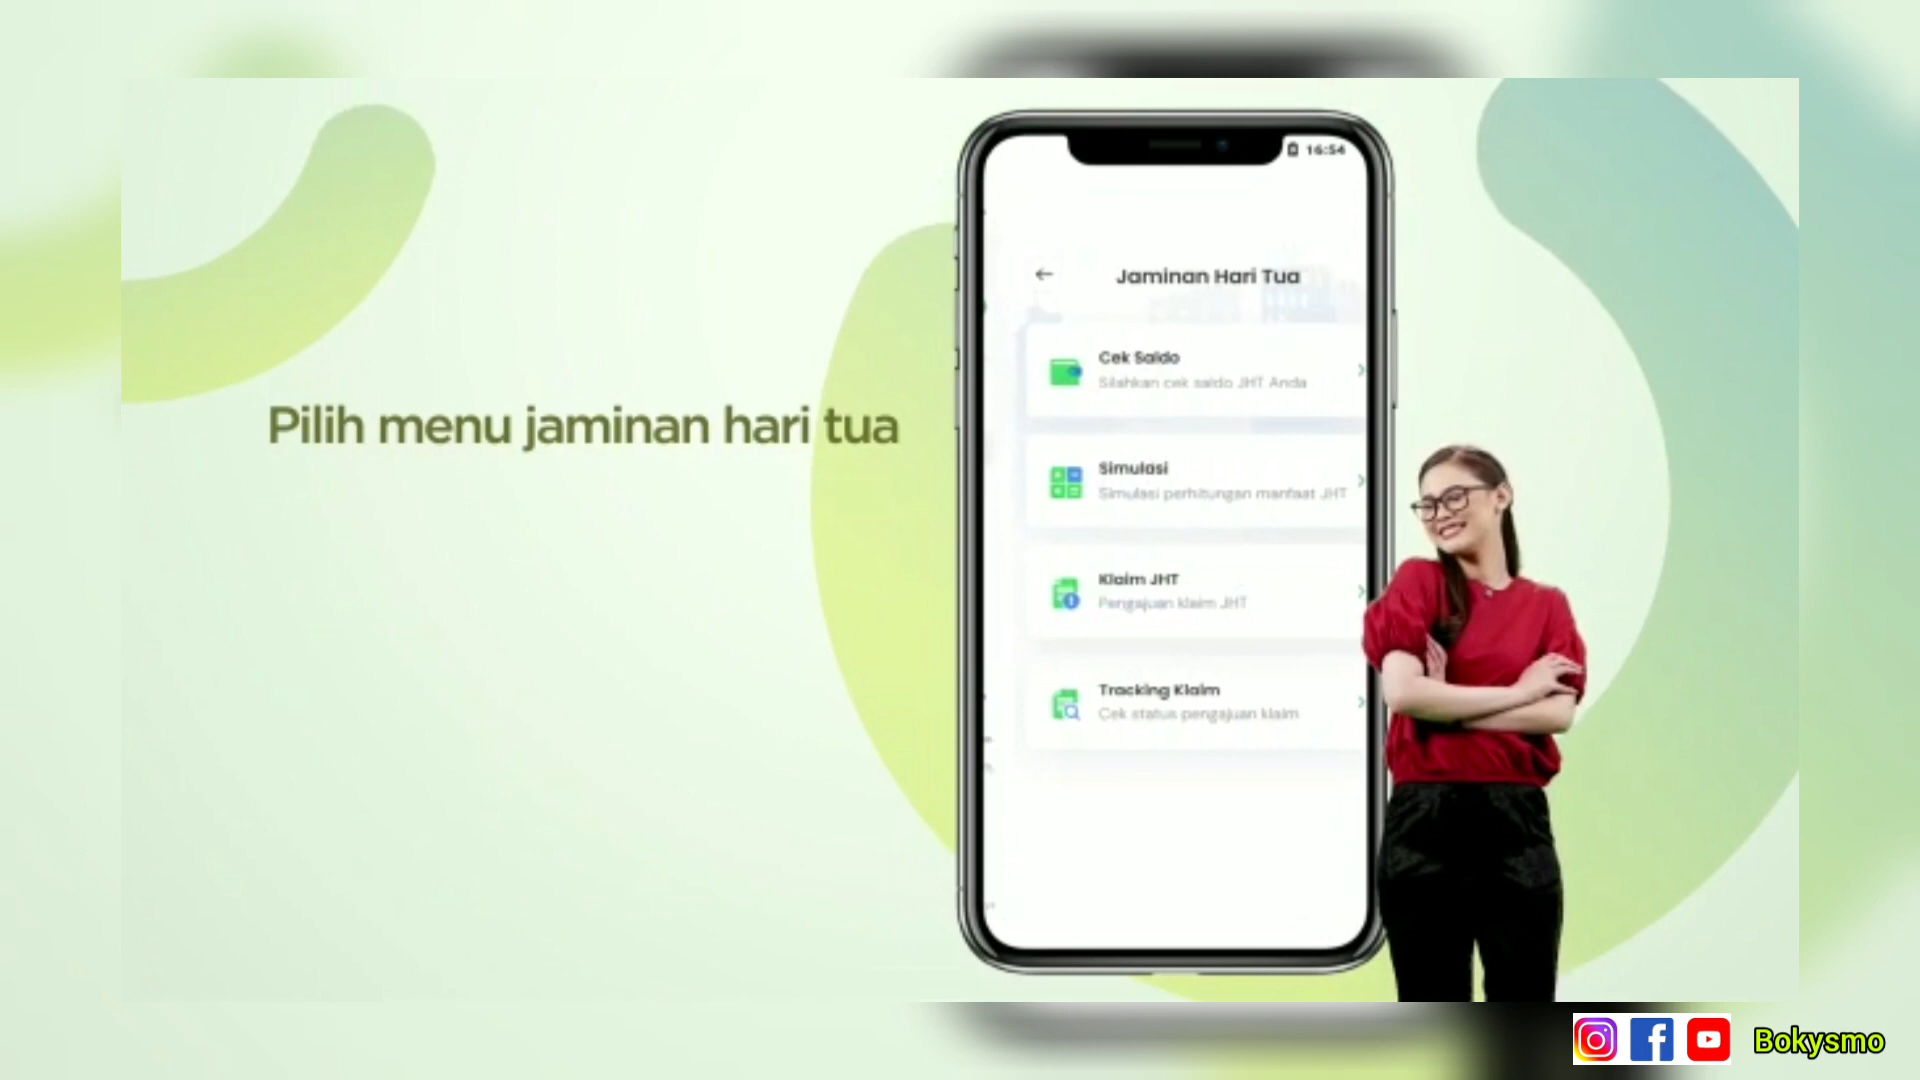 Pilih menu jaminan hari tua
16:54
Jaminan Hari Tua
Cek Saldo
Silahkan cek saldo JHT Anda
Simulasi
Simulasi perhitungan manfaat JHT
Klaim JHT
Pengajuan klaim JHT
Tracking Klaim
Cek status pengajuan klaim
Bokysmo